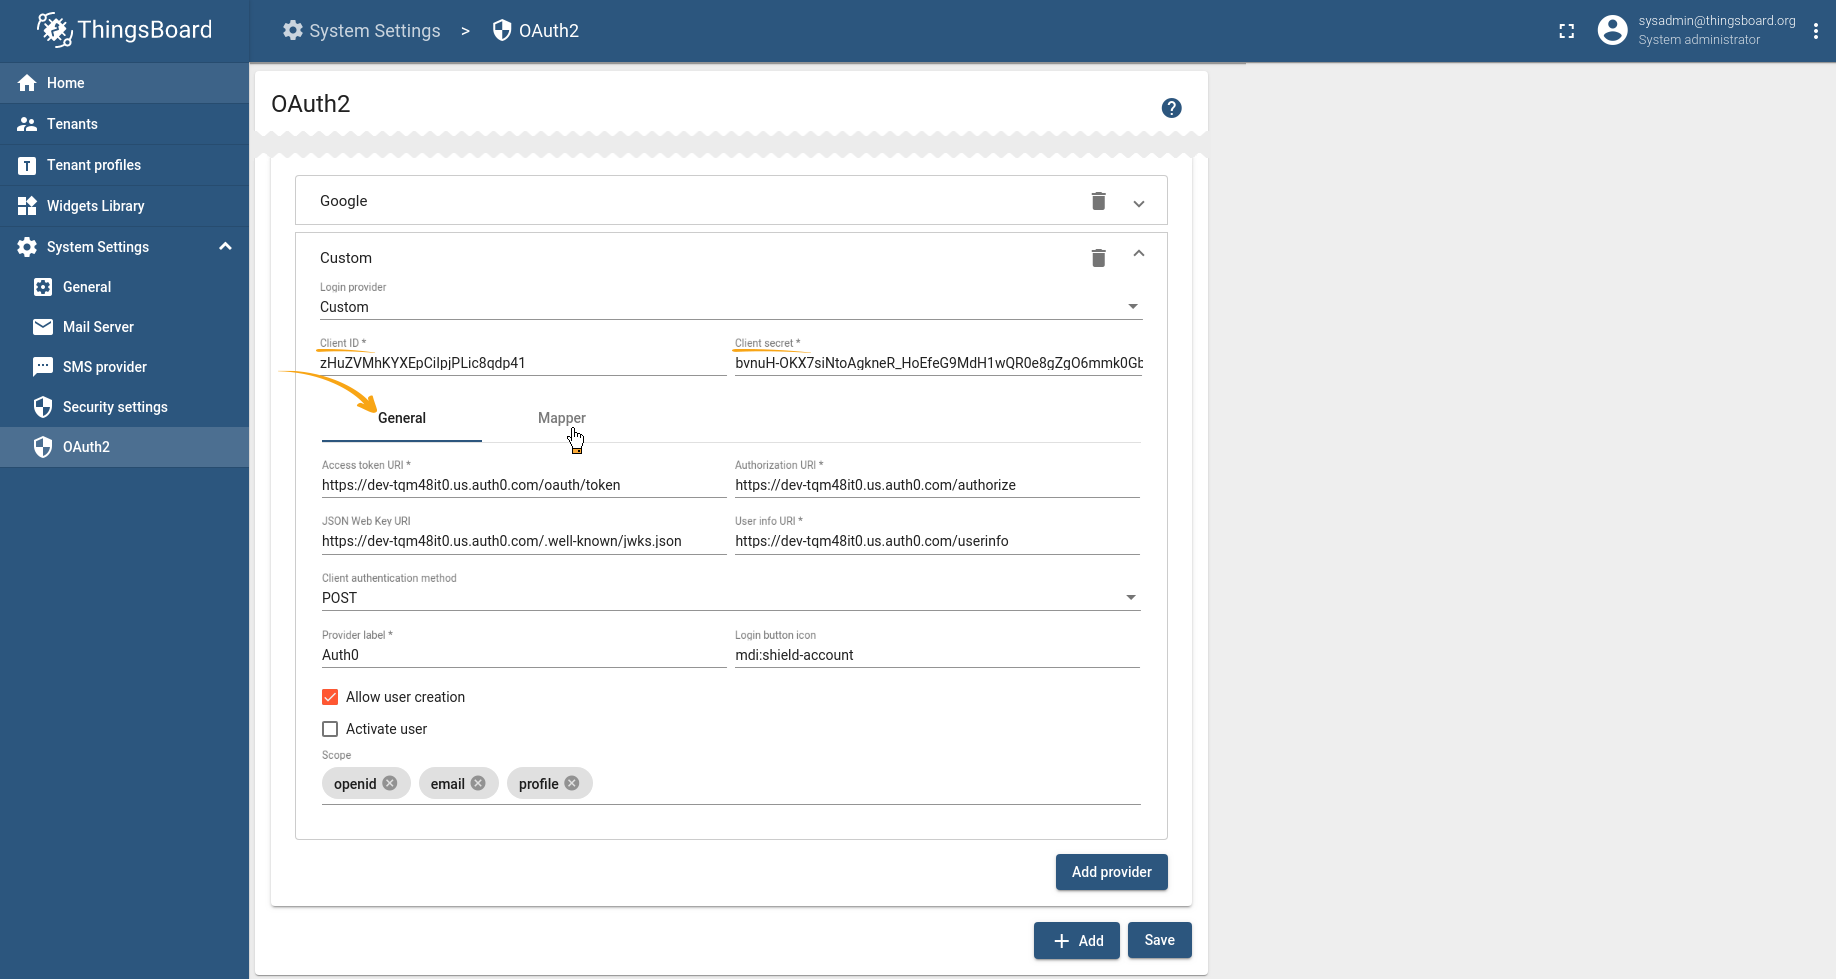 ThingsBoard
System Settings > OAuth2
sysadmin@thingsboard.org
System administrator
Home
Tenants
Tenant profiles
Widgets Library
System Settings
General
Mail Server
SMS provider
Security settings
OAuth2
OAuth2
Google
Custom
Login provider
Custom
Client ID * Client secret *
zHuZVMhKYXEpCiIpjPLic8qdp41 bvnuH-OKX7siNtoAgkneR_HoEfeG9MdH1wQR0e8gZgO6mmk0Gb
General Mapper
Access token URI * Authorization URI *
https://dev-tqm48it0.us.auth0.com/oauth/token https://dev-tqm48it0.us.auth0.com/authorize
JSON Web Key URI User info URI *
https://dev-tqm48it0.us.auth0.com/.well-known/jwks.json https://dev-tqm48it0.us.auth0.com/userinfo
Client authentication method
POST
Provider label * Login button icon
Auth0 mdi:shield-account
Allow user creation
Activate user
Scope
openid email profile
Add provider
Add Save